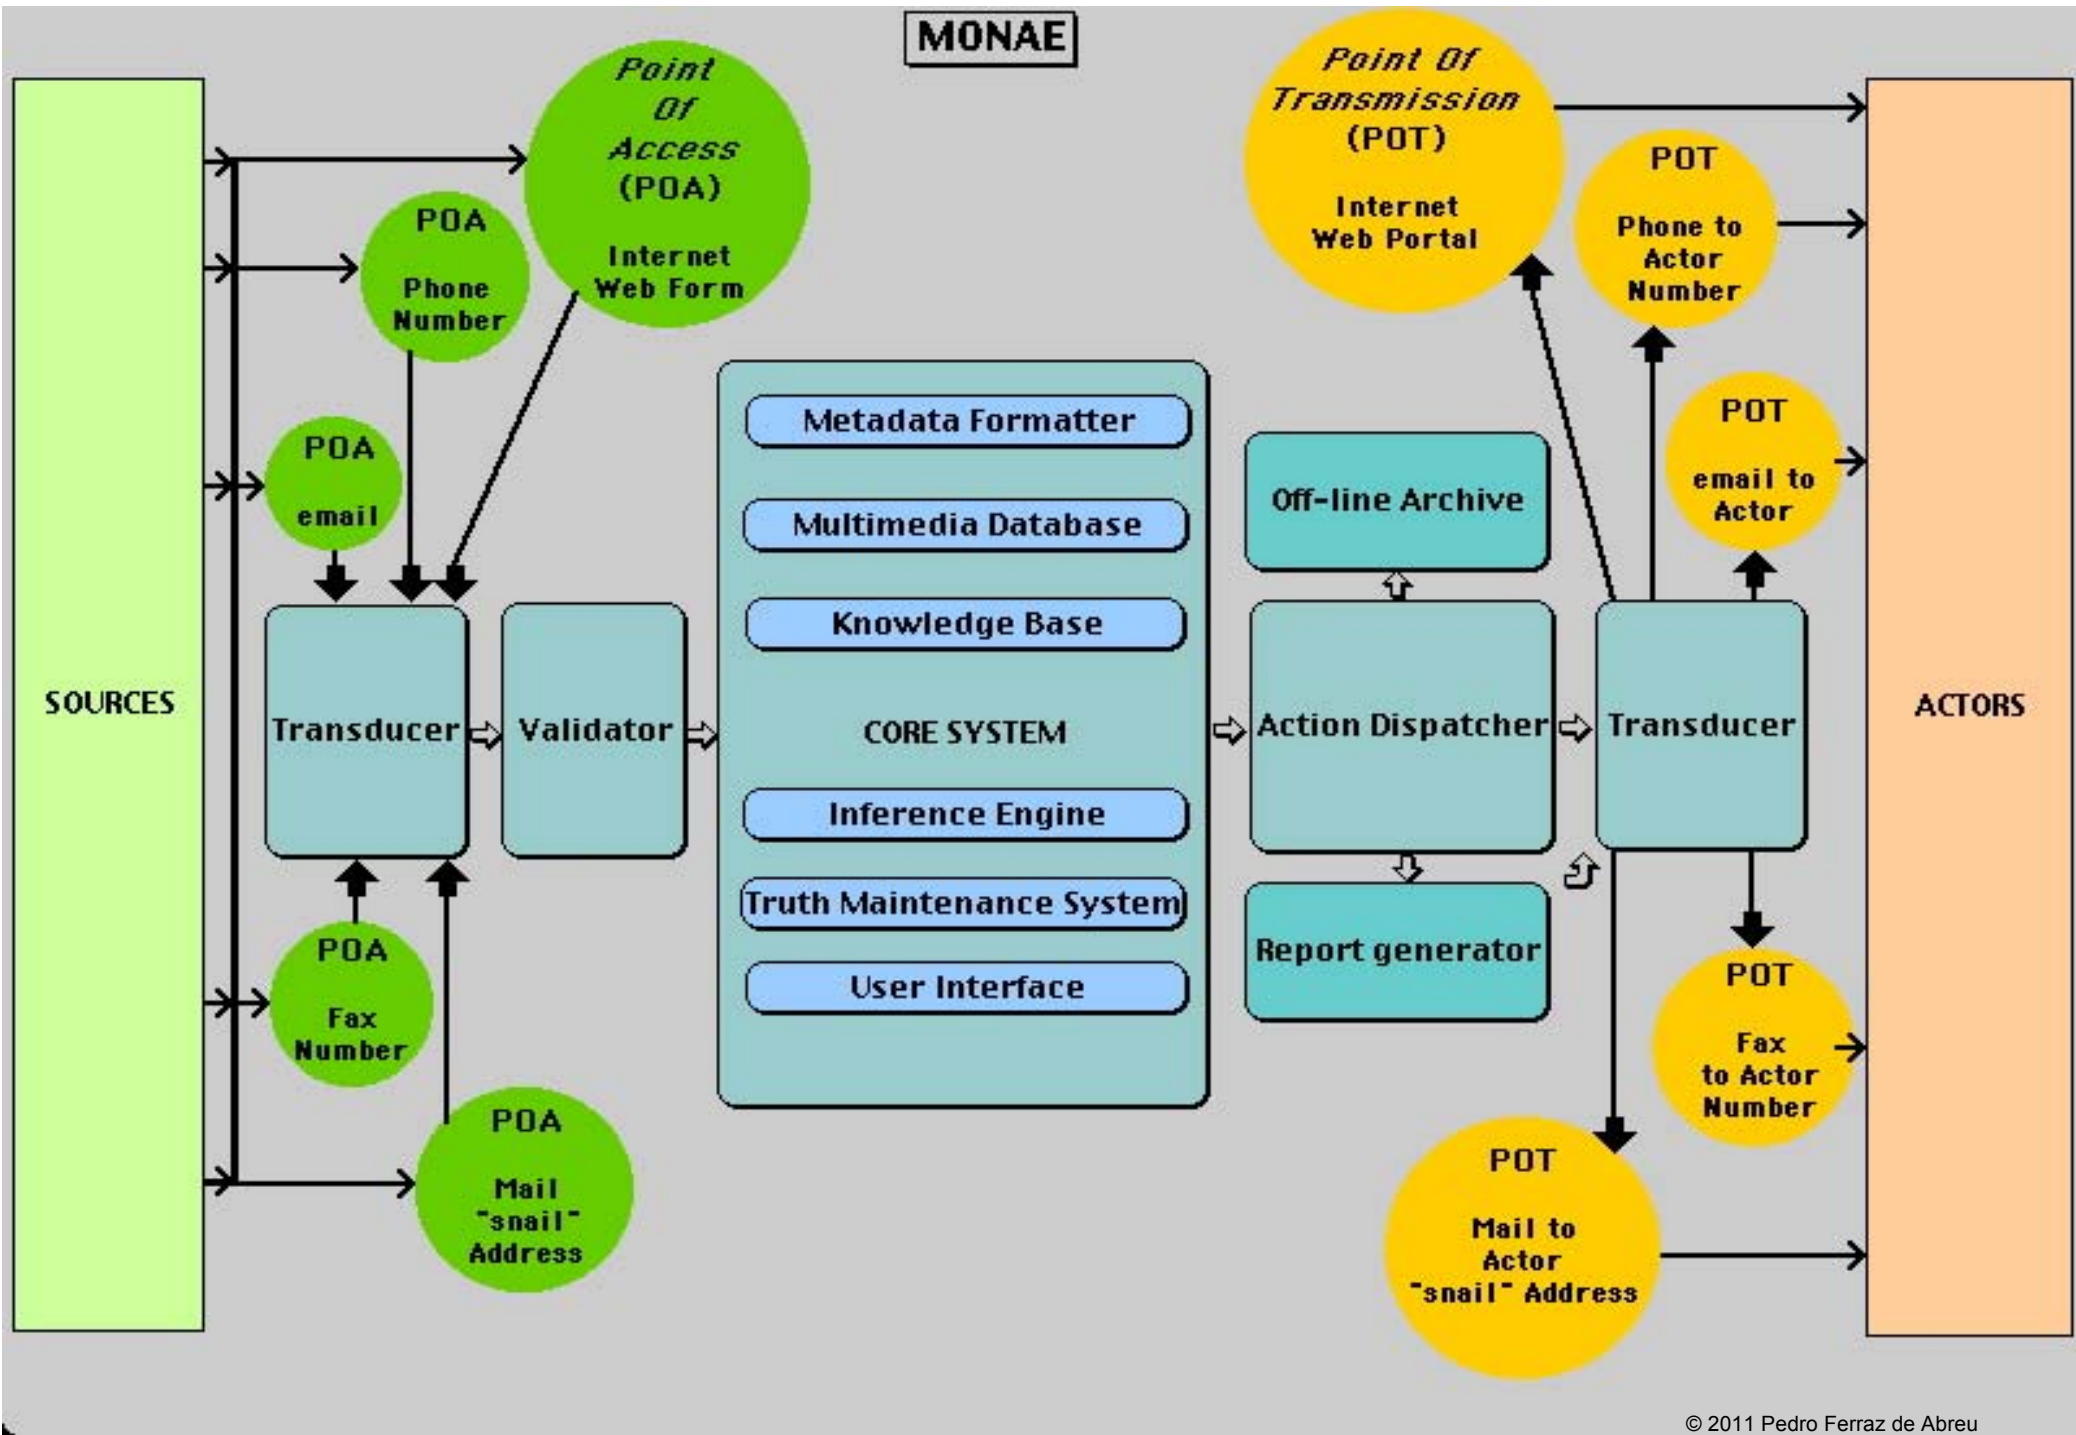 MONAE
SOURCES
Point
Of
Access
(POA)
Internet
Web Form
POA
Phone
Number
POA
email
Transducer
Validator
POA
Fax
Number
POA
Mail
"snail"
Address
Metadata Formatter
Multimedia Database
Knowledge Base
CORE SYSTEM
Inference Engine
Truth Maintenance System
User Interface
Off-line Archive
Action Dispatcher
Report generator
Transducer
Point Of
Transmission
(POT)
Internet
Web Portal
POT
Phone to
Actor
Number
POT
email to
Actor
POT
Fax
to Actor
Number
POT
Mail to
Actor
"snail" Address
ACTORS
© 2011 Pedro Ferraz de Abreu